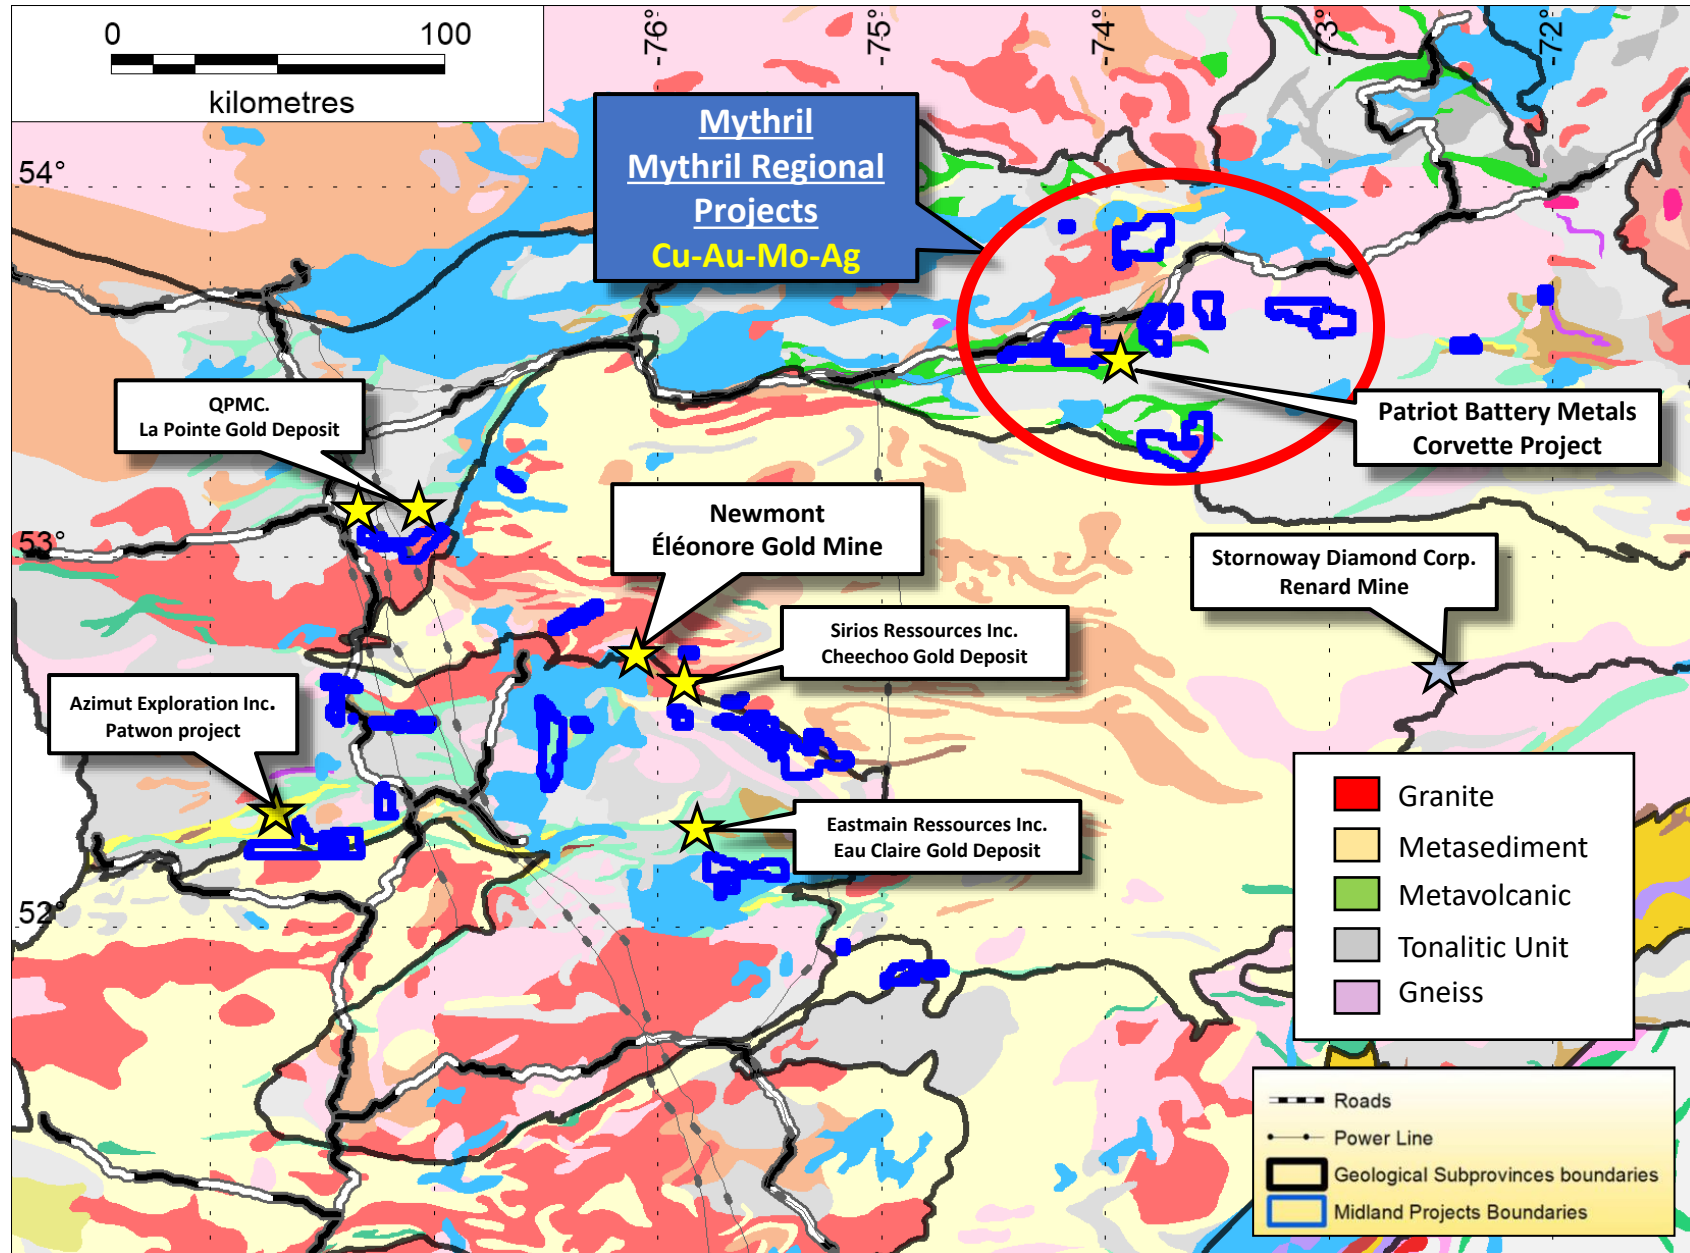 0 100
kilometres
-76° -75° -74° -73° -72°
54°
53°
52°
Mythril
Mythril Regional
Projects
Cu-Au-Mo-Ag
QPMC.
La Pointe Gold Deposit
Patriot Battery Metals
Corvette Project
Newmont
Éléonore Gold Mine
Stornoway Diamond Corp.
Renard Mine
Sirios Ressources Inc.
Cheechoo Gold Deposit
Azimut Exploration Inc.
Patwon project
Eastmain Ressources Inc.
Eau Claire Gold Deposit
Granite
Metasediment
Metavolcanic
Tonalitic Unit
Gneiss
Roads
Power Line
Geological Subprovinces boundaries
Midland Projects Boundaries